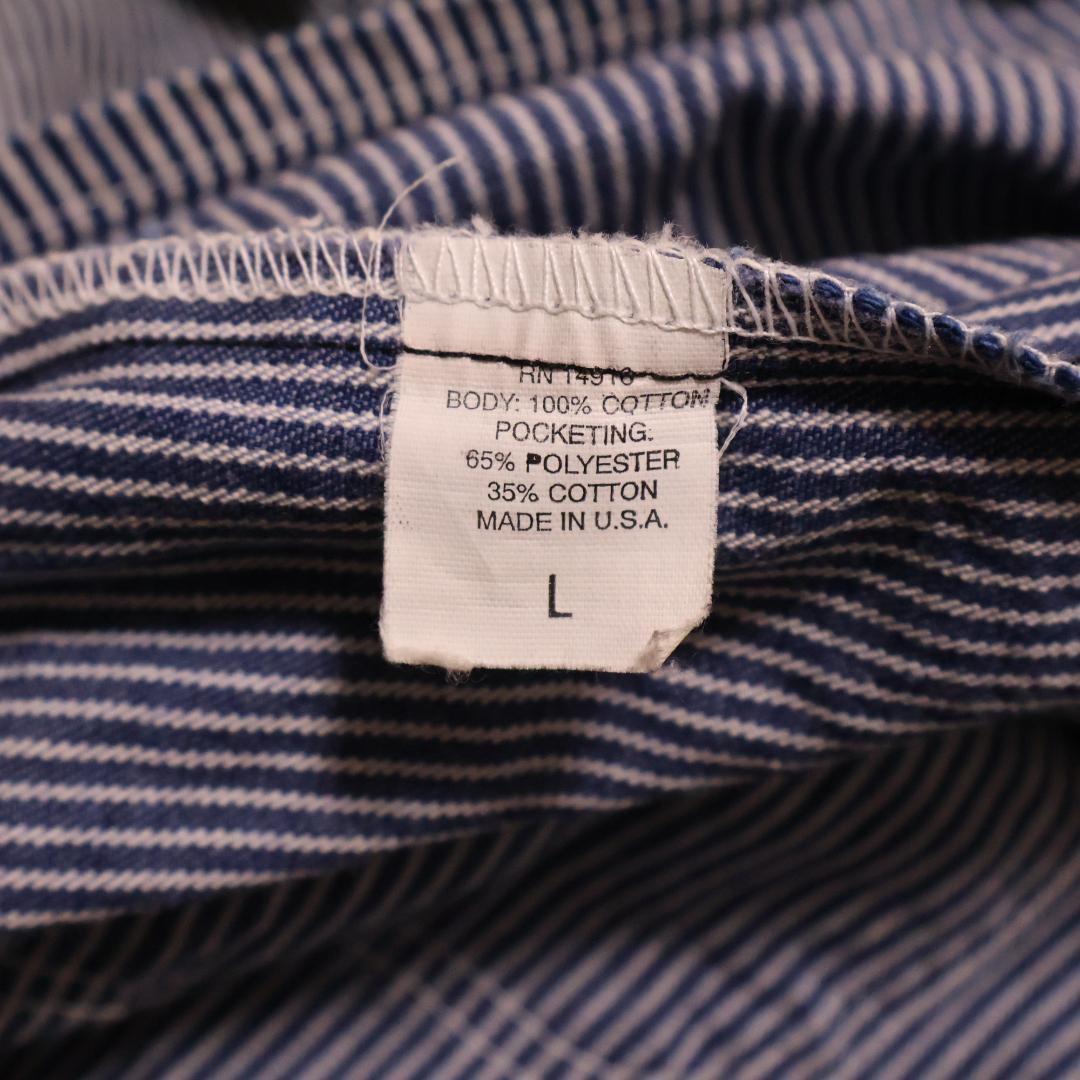 RN 14916
BODY: 100% COTTON
POCKETING:
65% POLYESTER
35% COTTON
MADE IN U.S.A.
L